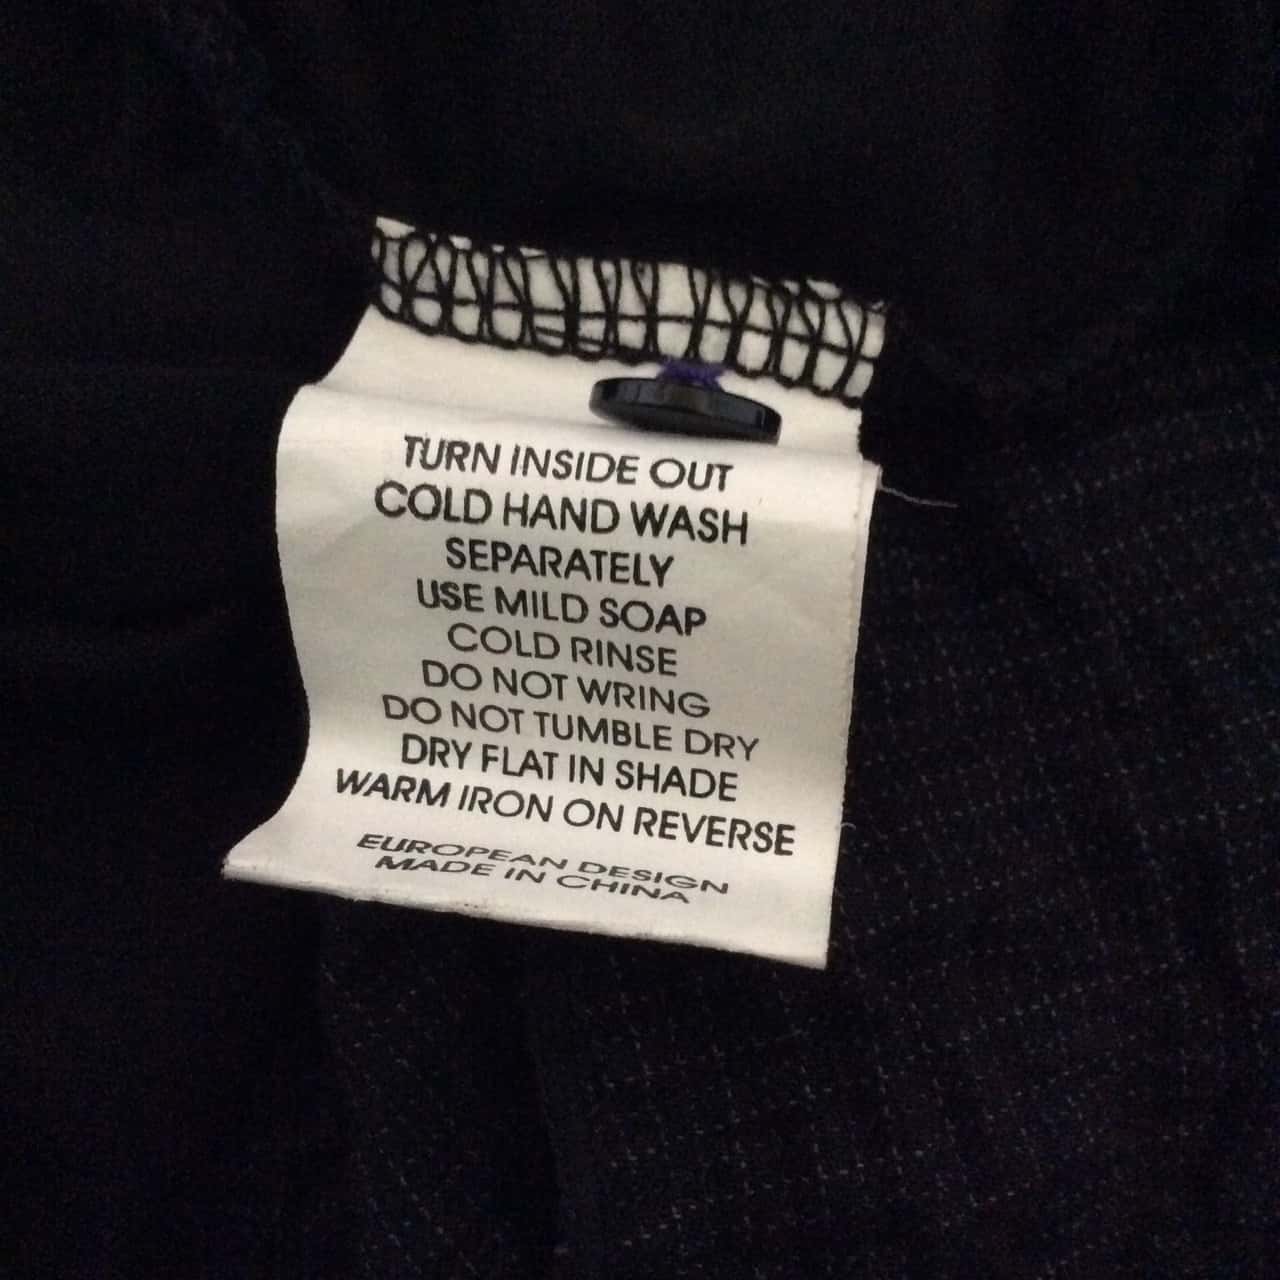 TURN INSIDE OUT
COLD HAND WASH
SEPARATELY
USE MILD SOAP
COLD RINSE
DO NOT WRING
DO NOT TUMBLE DRY
DRY FLAT IN SHADE
WARM IRON ON REVERSE
EUROPEAN DESIGN
MADE IN CHINA